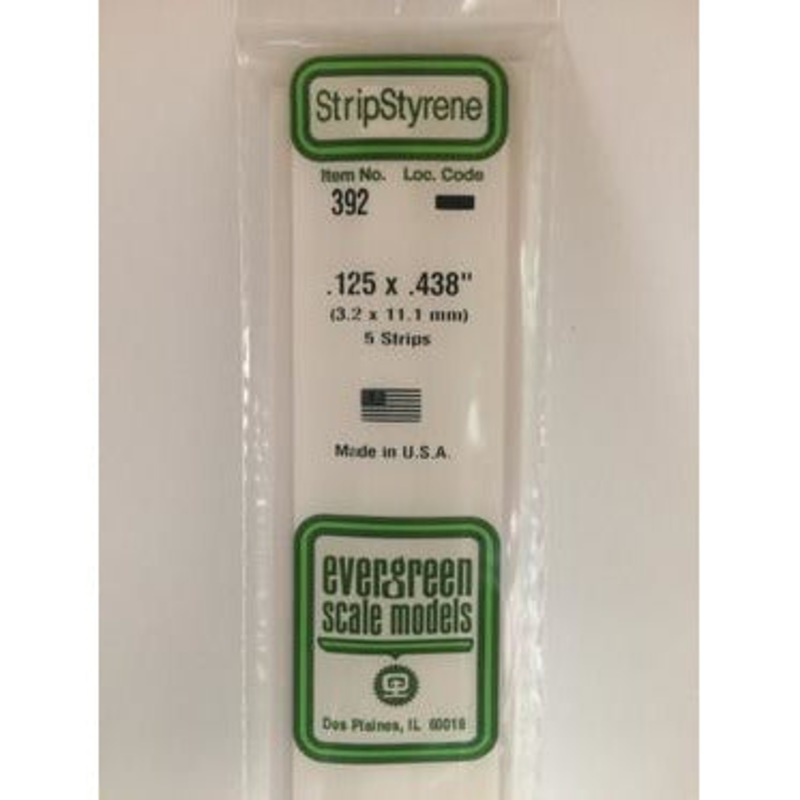 StripStyrene
Item No. Loc. Code
392
.125 x .438"
(3.2 x 11.1 mm)
5 Strips
Made in U.S.A.
evergreen
scale models
Des Plaines, IL 60018